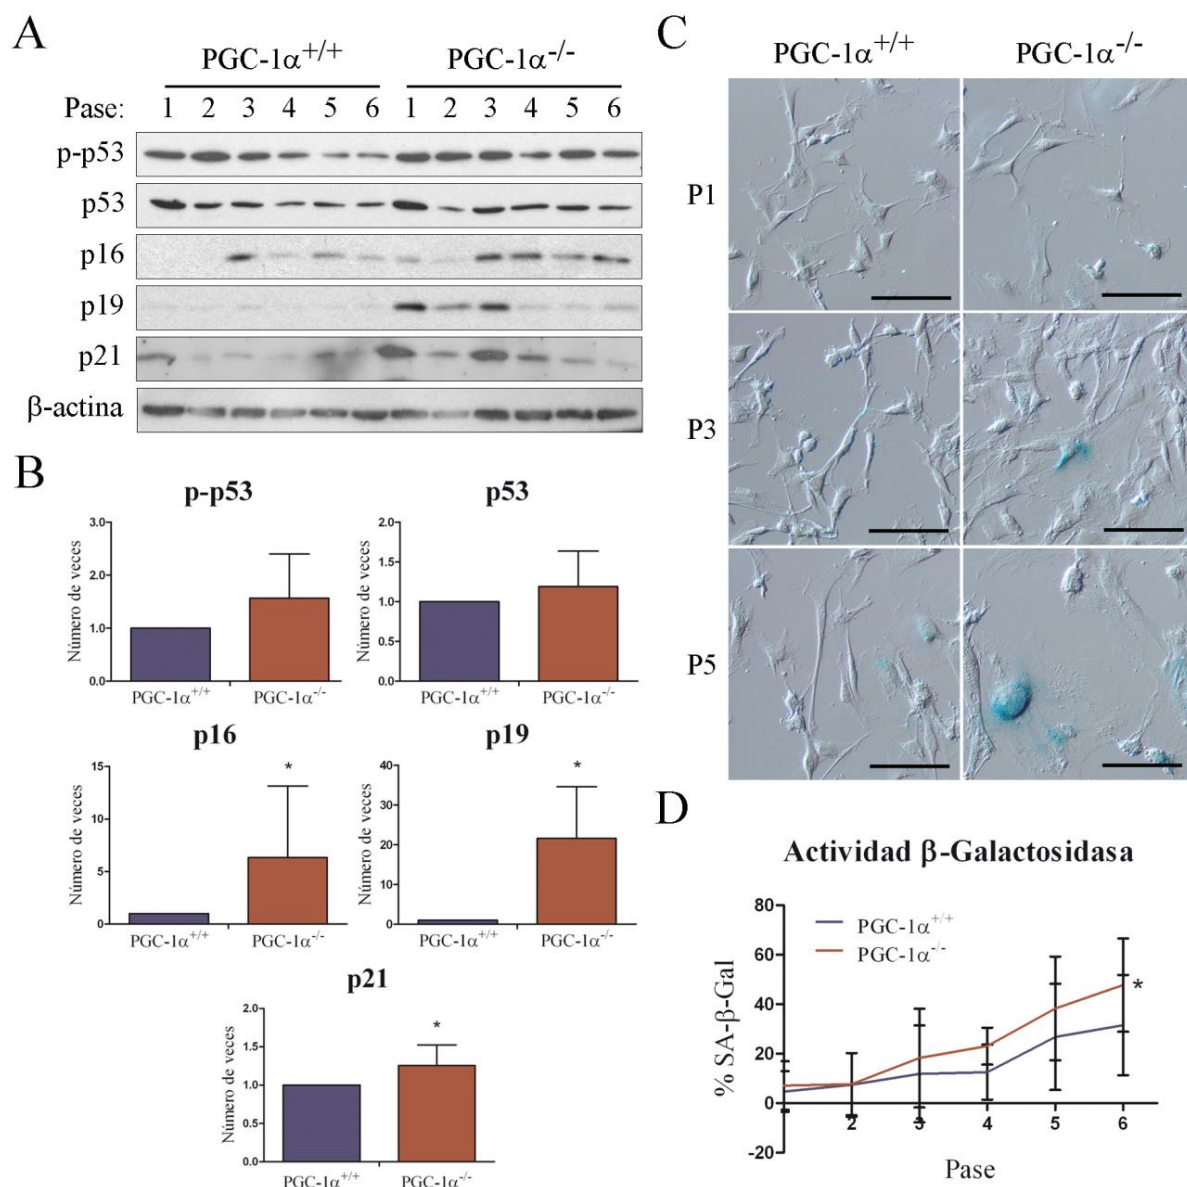 A
PGC-1α+/+ PGC-1α-/-
Pase: 1 2 3 4 5 6 1 2 3 4 5 6
p-p53
p53
p16
p19
p21
β-actina
B
p-p53
Número de veces
3.0
2.0
1.0
0.0
PGC-1α+/+ PGC-1α-/-
p53
Número de veces
2.0
1.5
1.0
0.5
0.0
PGC-1α+/+ PGC-1α-/-
p16
Número de veces
15
10
5
0
*
PGC-1α+/+ PGC-1α-/-
p19
Número de veces
40
30
20
10
0
*
PGC-1α+/+ PGC-1α-/-
p21
Número de veces
2.0
1.5
1.0
0.5
0.0
*
PGC-1α+/+ PGC-1α-/-
C
PGC-1α+/+ PGC-1α-/-
P1
P3
P5
D
Actividad β-Galactosidasa
% SA-β-Gal
80
60
40
20
0
-20
PGC-1α+/+
PGC-1α-/-
*
2 3 4 5 6
Pase